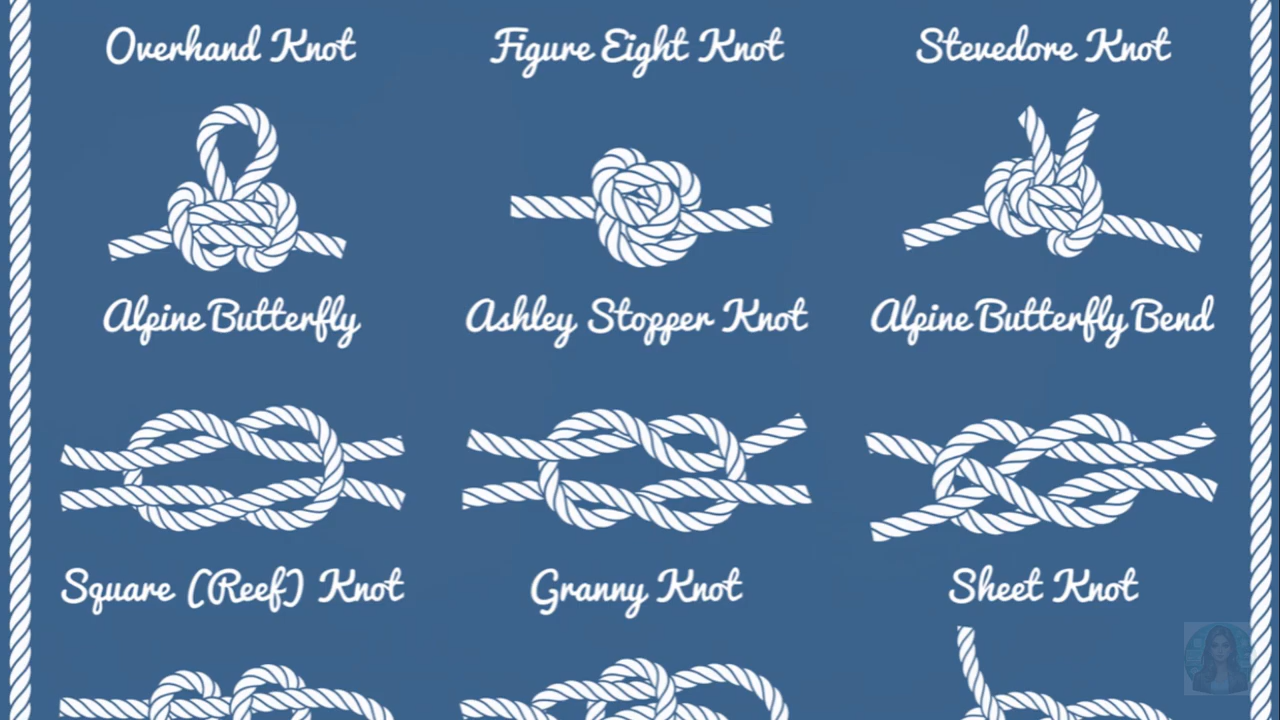 Overhand Knot
Figure Eight Knot
Stevedore Knot
Alpine Butterfly
Ashley Stopper Knot
Alpine Butterfly Bend
Square (Reef) Knot
Granny Knot
Sheet Knot